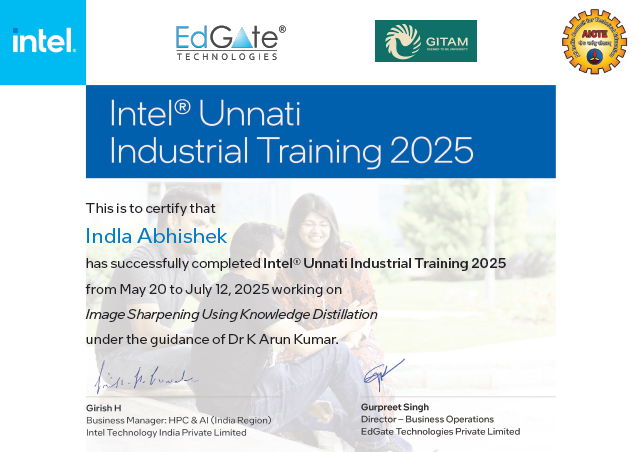 intel.
EdGate®
TECHNOLOGIES
GITAM
AICTE
Intel® Unnati
Industrial Training 2025
This is to certify that
Indla Abhishek
has successfully completed Intel® Unnati Industrial Training 2025
from May 20 to July 12, 2025 working on
Image Sharpening Using Knowledge Distillation
under the guidance of Dr K Arun Kumar.
Girish H
Business Manager: HPC & AI (India Region)
Intel Technology India Private Limited
Gurpreet Singh
Director – Business Operations
EdGate Technologies Private Limited